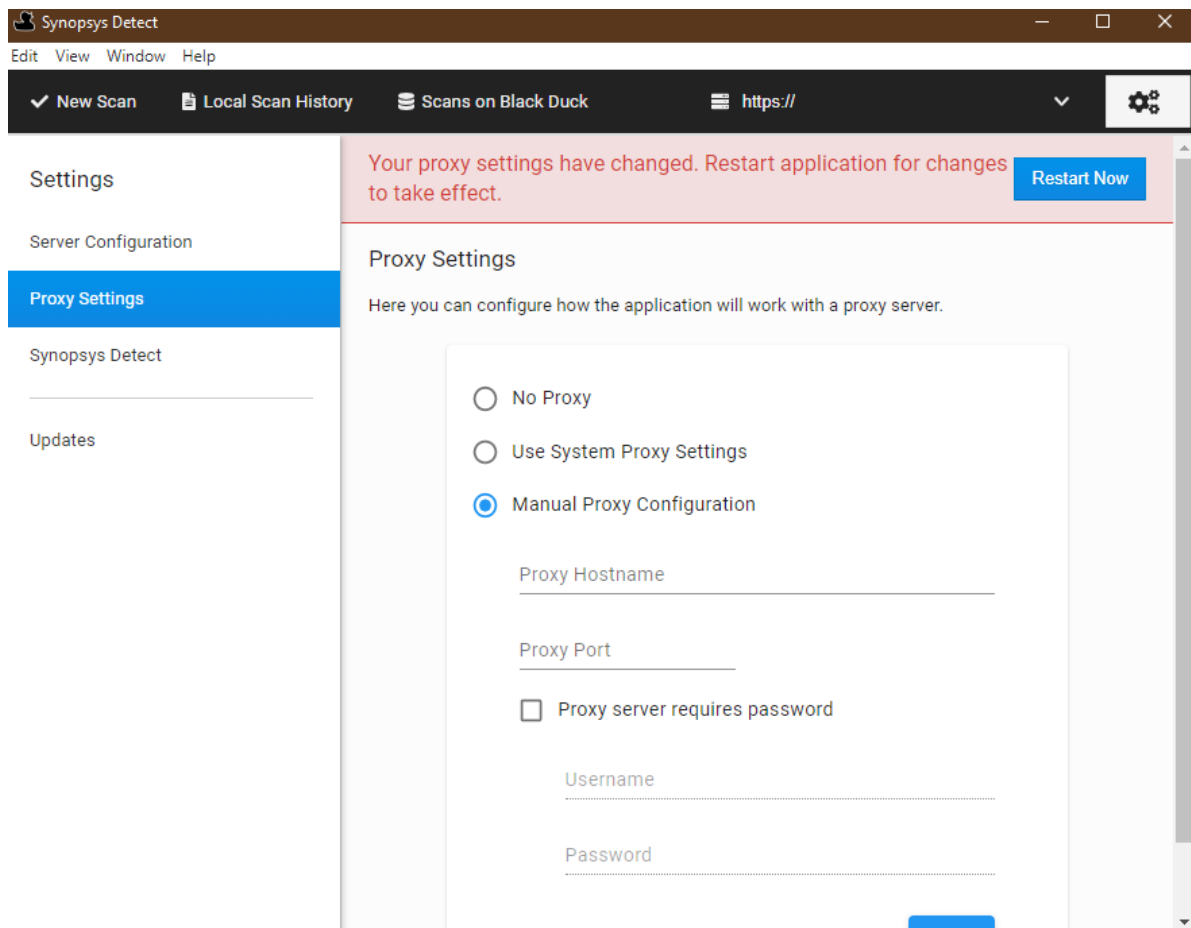 Synopsys Detect
Edit View Window Help
New Scan Local Scan History Scans on Black Duck https://
Settings
Server Configuration
Proxy Settings
Synopsys Detect
Updates
Your proxy settings have changed. Restart application for changes
to take effect.
Restart Now
Proxy Settings
Here you can configure how the application will work with a proxy server.
No Proxy
Use System Proxy Settings
Manual Proxy Configuration
Proxy Hostname
Proxy Port
Proxy server requires password
Username
Password